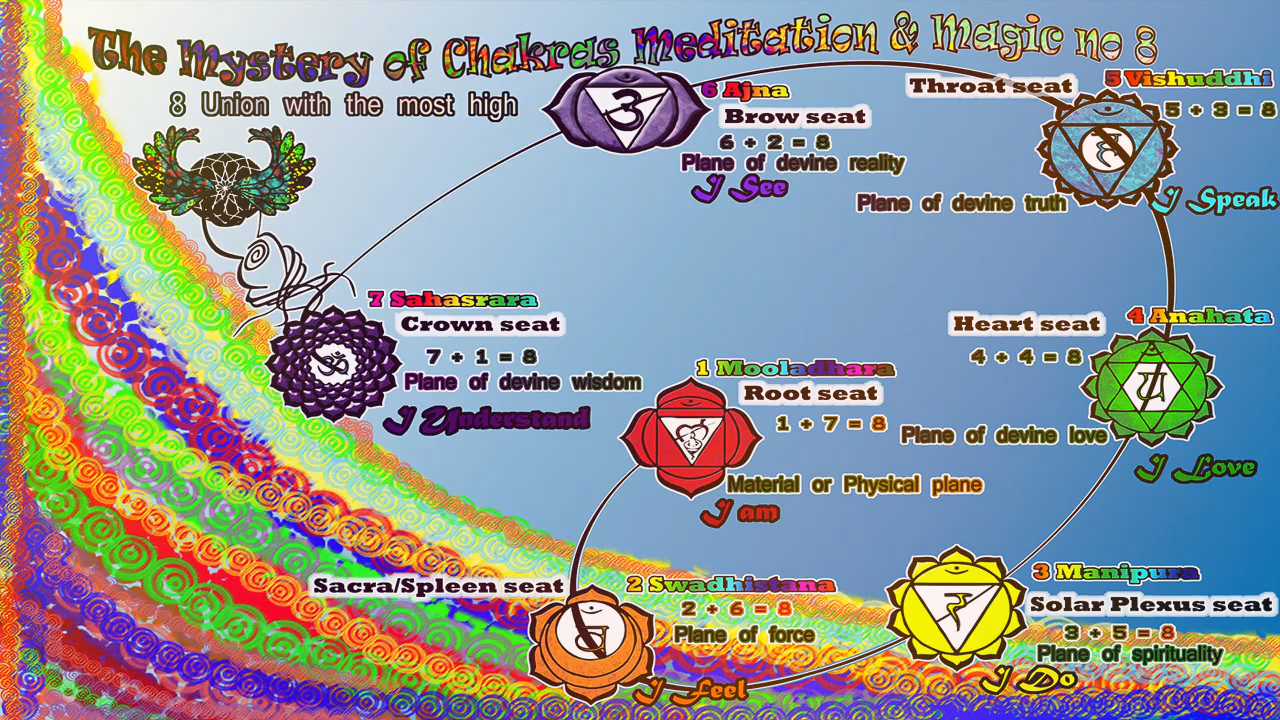 The Mystery of Chakras Meditation & Magic no 8
8 Union with the most high
6 Ajna
Brow seat
6 + 2 = 8
Plane of devine reality
I See
Throat seat
5 Vishuddhi
5 + 3 = 8
Plane of devine truth
I Speak
7 Sahasrara
Crown seat
7 + 1 = 8
Plane of devine wisdom
I Understand
1 Mooladhara
Root seat
1 + 7 = 8
Material or Physical plane
I am
Heart seat
4 Anahata
4 + 4 = 8
Plane of devine love
I Love
Sacra/Spleen seat
2 Swadhistana
2 + 6 = 8
Plane of force
I Feel
3 Manipura
Solar Plexus seat
3 + 5 = 8
Plane of spirituality
I Do